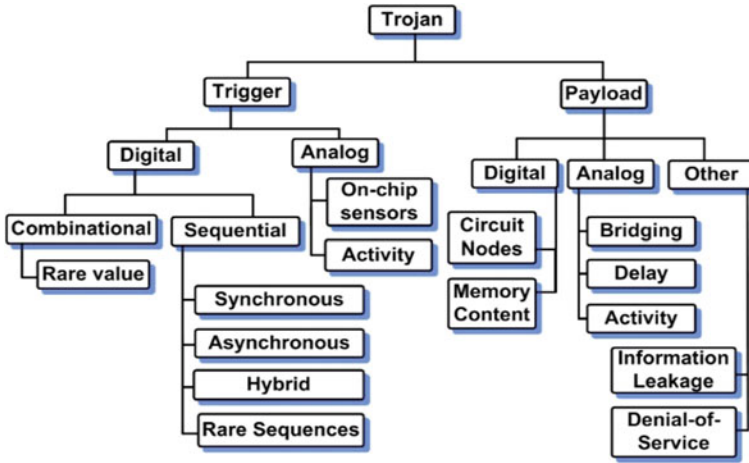 Trojan
Trigger
Payload
Digital
Analog
Digital
Analog
Other
Combinational
Rare value
Sequential
Synchronous
Asynchronous
Hybrid
Rare Sequences
On-chip
sensors
Activity
Circuit
Nodes
Memory
Content
Bridging
Delay
Activity
Information
Leakage
Denial-of-
Service